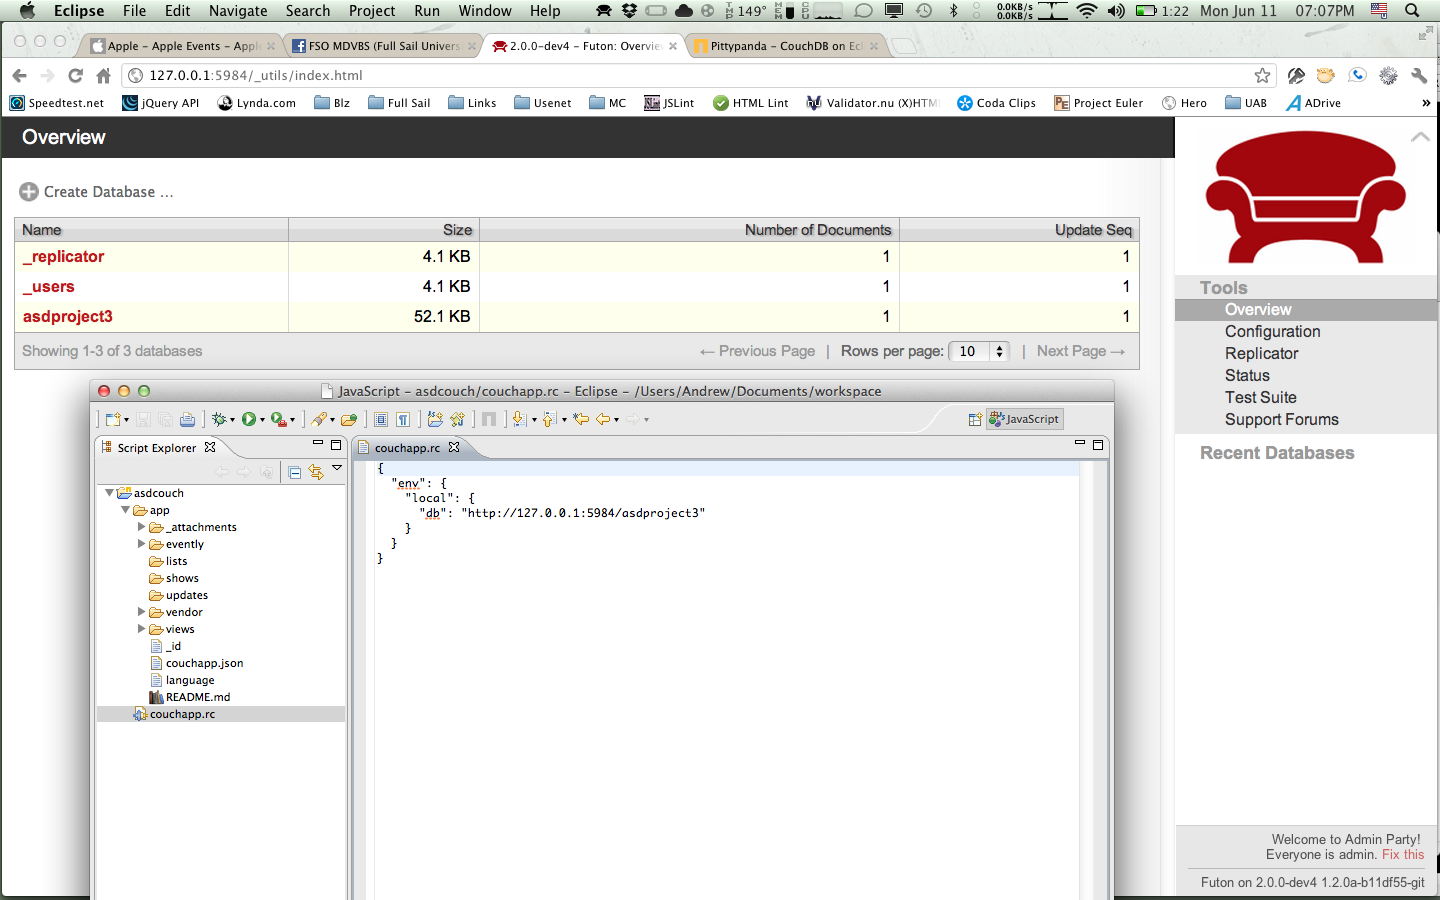 Eclipse File Edit Navigate Search Project Run Window Help 149° 0.0KB/s 0.0KB/s 1:22 Mon Jun 11 07:07PM
Apple – Apple Events – Apple FSO MDVBS (Full Sail Univers 2.0.0-dev4 – Futon: Overview Pittypanda – CouchDB on Ecl
127.0.0.1:5984/_utils/index.html
Speedtest.net jQuery API Lynda.com Blz Full Sail Links Usenet MC JSLint HTML Lint Validator.nu (X)HTML Coda Clips Project Euler Hero UAB ADrive »
Overview
Create Database ...
Name Size Number of Documents Update Seq
_replicator 4.1 KB 1 1
_users 4.1 KB 1 1
asdproject3 52.1 KB 1 1
Showing 1-3 of 3 databases ← Previous Page | Rows per page: 10 | Next Page →
Tools
Overview
Configuration
Replicator
Status
Test Suite
Support Forums
Recent Databases
JavaScript – asdcouch/couchapp.rc – Eclipse – /Users/Andrew/Documents/workspace
JavaScript
Script Explorer
asdcouch
app
_attachments
evently
lists
shows
updates
vendor
views
_id
couchapp.json
language
README.md
couchapp.rc
couchapp.rc
{
"env": {
"local": {
"db": "http://127.0.0.1:5984/asdproject3"
}
}
}
Welcome to Admin Party!
Everyone is admin. Fix this
Futon on 2.0.0-dev4 1.2.0a-b11df55-git